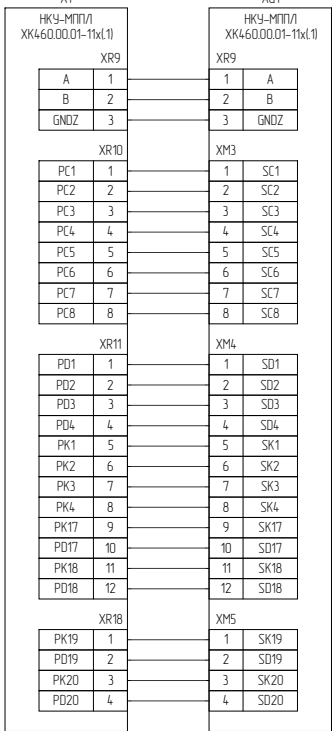 НКУ-МППЛ НКУ-МППЛ
ХК460.00.01-11х(.1) ХК460.00.01-11х(.1)
XR9 XR9
A 1 1 A
B 2 2 B
GNDZ 3 3 GNDZ
XR10 XM3
PC1 1 1 SC1
PC2 2 2 SC2
PC3 3 3 SC3
PC4 4 4 SC4
PC5 5 5 SC5
PC6 6 6 SC6
PC7 7 7 SC7
PC8 8 8 SC8
XR11 XM4
PD1 1 1 SD1
PD2 2 2 SD2
PD3 3 3 SD3
PD4 4 4 SD4
PK1 5 5 SK1
PK2 6 6 SK2
PK3 7 7 SK3
PK4 8 8 SK4
PK17 9 9 SK17
PD17 10 10 SD17
PK18 11 11 SK18
PD18 12 12 SD18
XR18 XM5
PK19 1 1 SK19
PD19 2 2 SD19
PK20 3 3 SK20
PD20 4 4 SD20